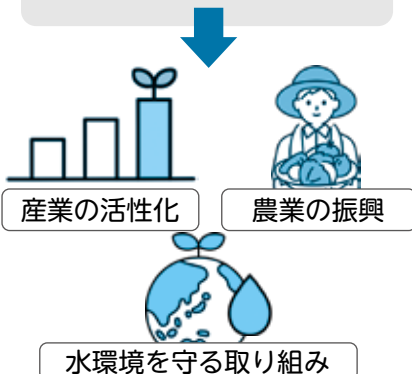 産業の活性化
農業の振興
水環境を守る取り組み